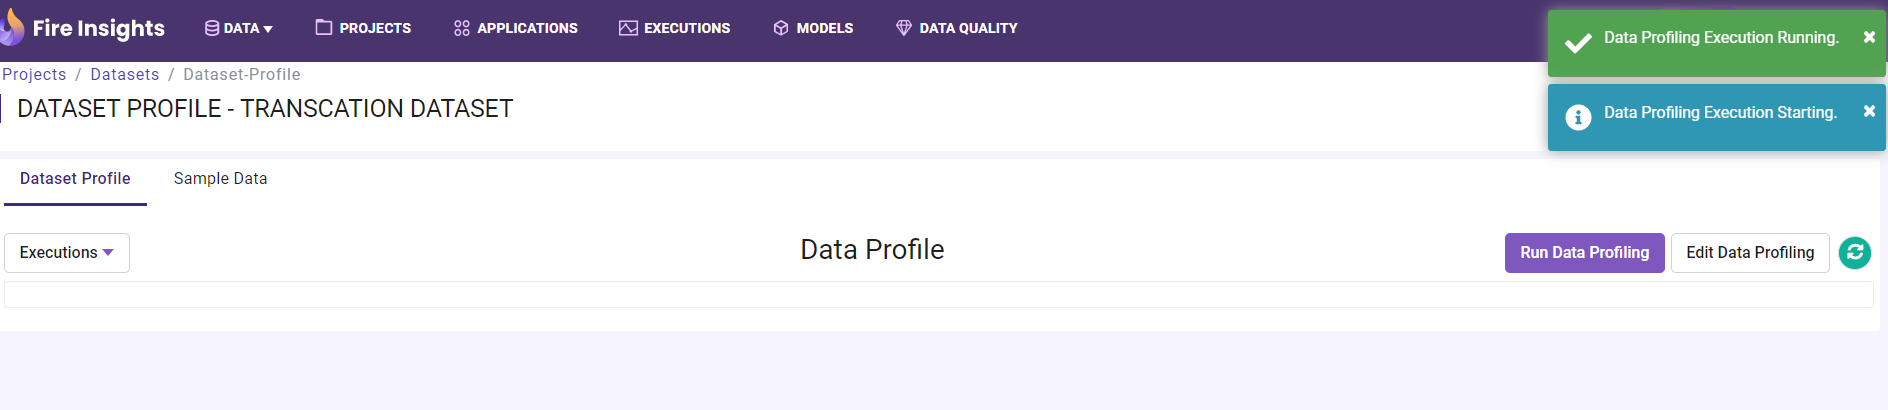 Fire Insights DATA PROJECTS APPLICATIONS EXECUTIONS MODELS DATA QUALITY
Data Profiling Execution Running.
Projects / Datasets / Dataset-Profile
DATASET PROFILE - TRANSCATION DATASET
Data Profiling Execution Starting.
Dataset Profile Sample Data
Executions Data Profile Run Data Profiling Edit Data Profiling